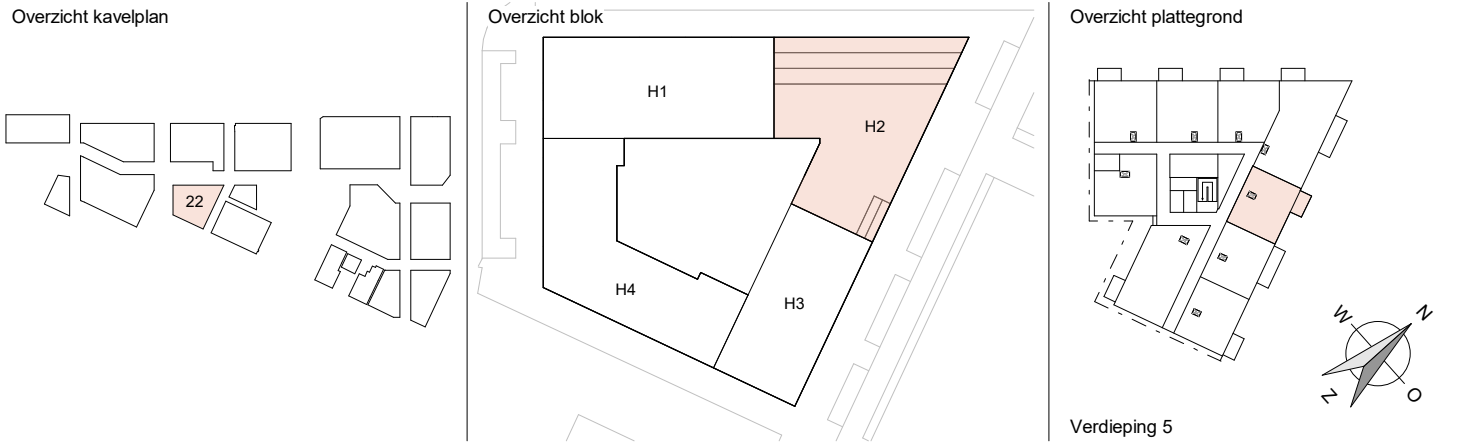 Overzicht kavelplan
22
Overzicht blok
H1
H2
H3
H4
Overzicht plattegrond
N
W
O
Z
Verdieping 5